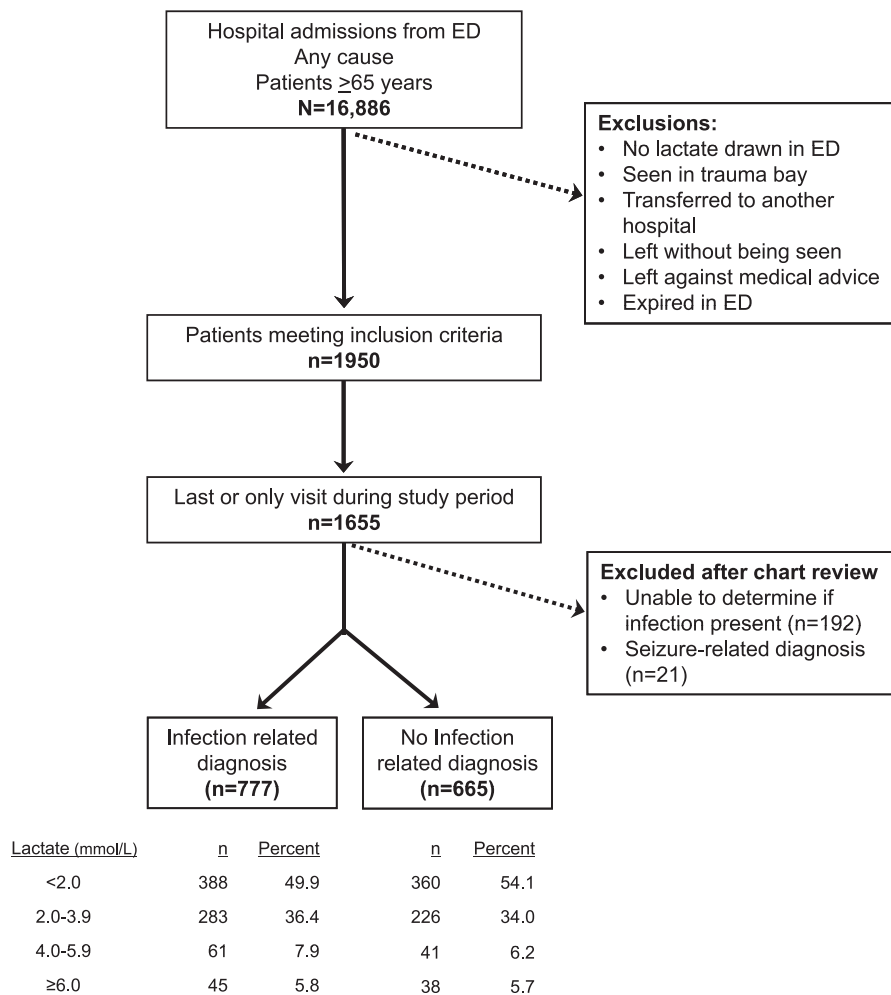 Hospital admissions from ED
Any cause
Patients ≥65 years
N=16,886
Exclusions:
• No lactate drawn in ED
• Seen in trauma bay
• Transferred to another
hospital
• Left without being seen
• Left against medical advice
• Expired in ED
Patients meeting inclusion criteria
n=1950
Last or only visit during study period
n=1655
Excluded after chart review
• Unable to determine if
infection present (n=192)
• Seizure-related diagnosis
(n=21)
Infection related
diagnosis
(n=777)
No Infection
related diagnosis
(n=665)
Lactate (mmol/L) n Percent n Percent
<2.0 388 49.9 360 54.1
2.0-3.9 283 36.4 226 34.0
4.0-5.9 61 7.9 41 6.2
≥6.0 45 5.8 38 5.7